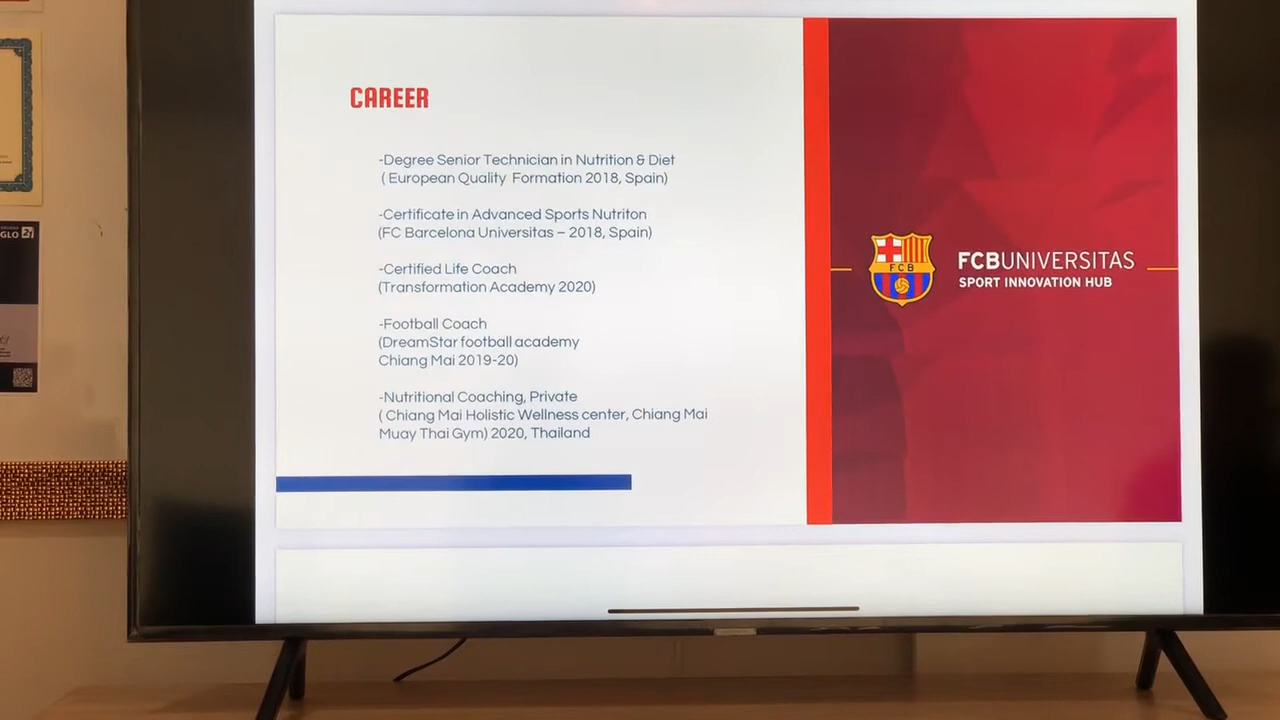 CAREER
-Degree Senior Technician in Nutrition & Diet
( European Quality Formation 2018, Spain)
-Certificate in Advanced Sports Nutriton
(FC Barcelona Universitas – 2018, Spain)
-Certified Life Coach
(Transformation Academy 2020)
-Football Coach
(DreamStar football academy
Chiang Mai 2019-20)
-Nutritional Coaching, Private
( Chiang Mai Holistic Wellness center, Chiang Mai
Muay Thai Gym) 2020, Thailand
FCB
FCBUNIVERSITAS
SPORT INNOVATION HUB
GLO